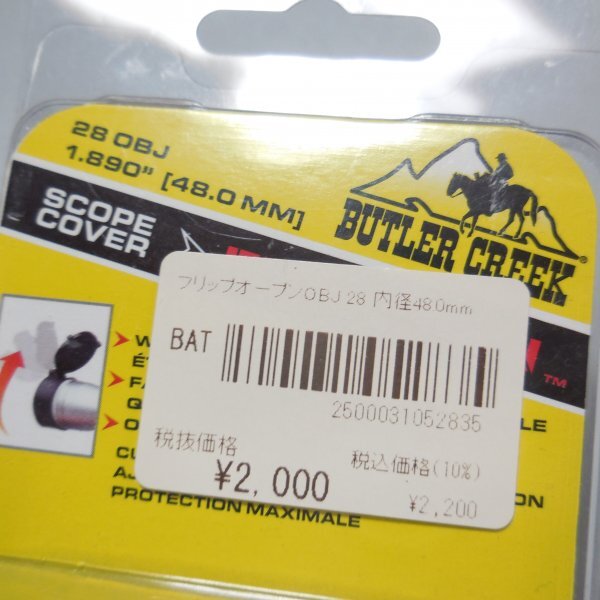 28 OBJ
1.890" [48.0 MM]
BUTLER CREEK®
SCOPE
COVER
™
フリップオープンOBJ 28 内径48.0mm
BAT
2500031052835
税抜価格
税込価格(10%)
¥2,000
¥2,200
PROTECTION MAXIMALE